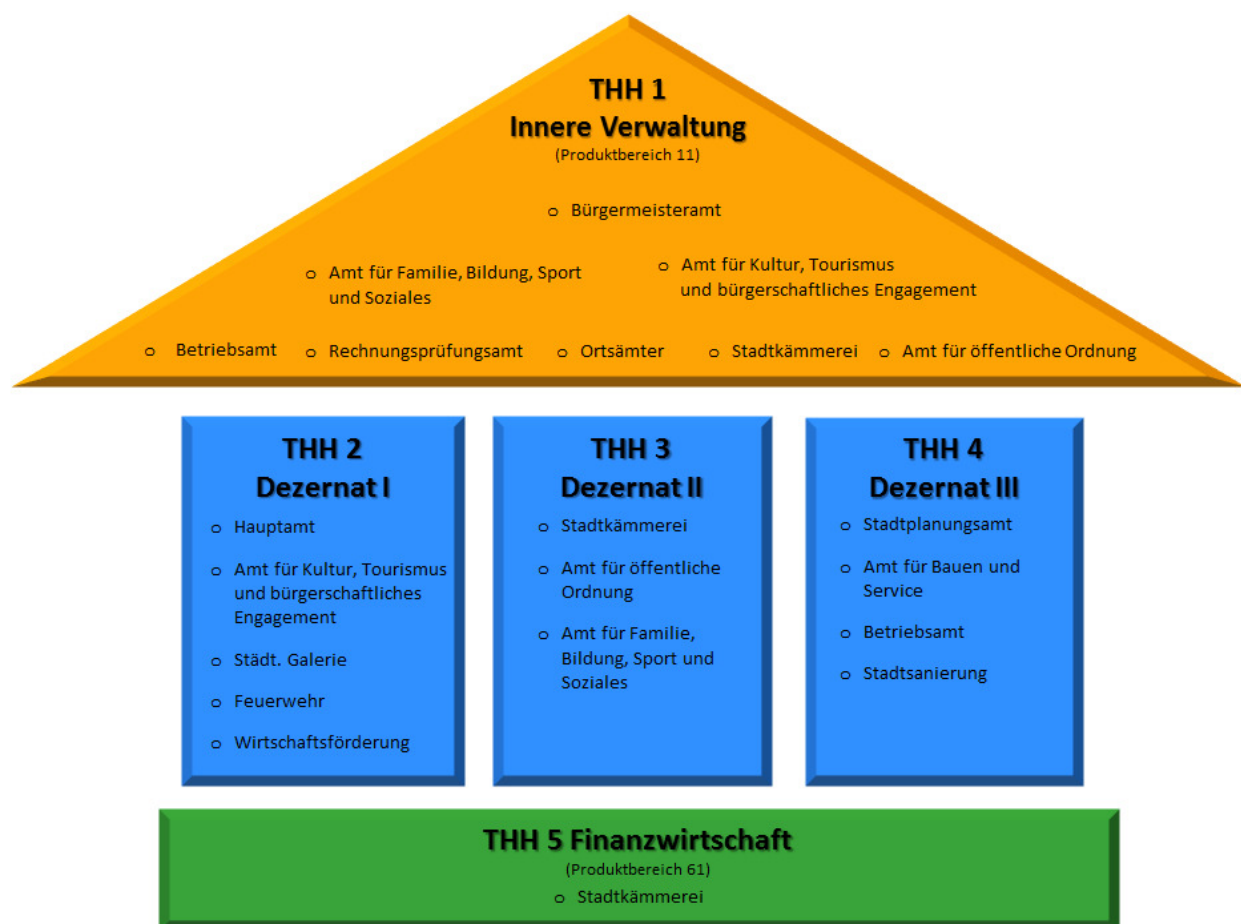 THH 1
Innere Verwaltung
(Produktbereich 11)
o Bürgermeisteramt
o Amt für Familie, Bildung, Sport
und Soziales
o Amt für Kultur, Tourismus
und bürgerschaftliches Engagement
o Betriebsamt o Rechnungsprüfungsamt o Ortsämter o Stadtkämmerei o Amt für öffentliche Ordnung
THH 2
Dezernat I
o Hauptamt
o Amt für Kultur, Tourismus
und bürgerschaftliches
Engagement
o Städt. Galerie
o Feuerwehr
o Wirtschaftsförderung
THH 3
Dezernat II
o Stadtkämmerei
o Amt für öffentliche
Ordnung
o Amt für Familie,
Bildung, Sport und
Soziales
THH 4
Dezernat III
o Stadtplanungsamt
o Amt für Bauen und
Service
o Betriebsamt
o Stadtsanierung
THH 5 Finanzwirtschaft
(Produktbereich 61)
o Stadtkämmerei